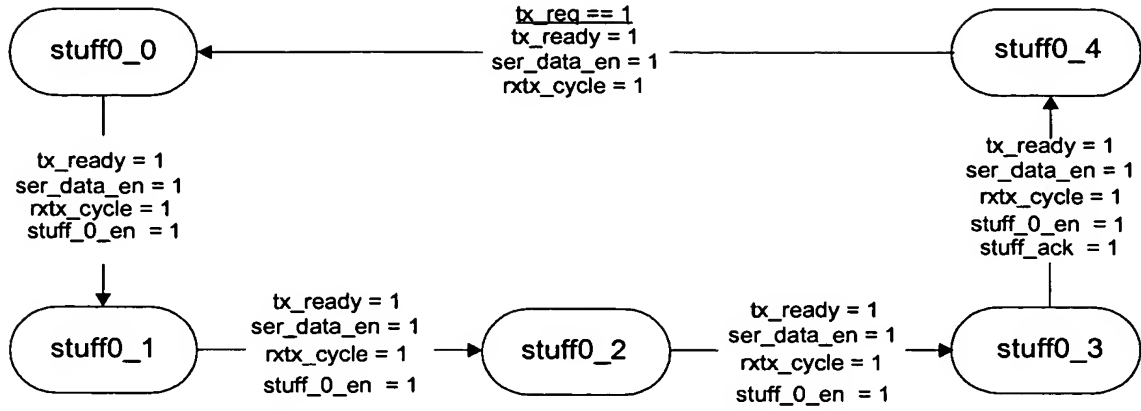 stuff0_0
tx_req == 1
tx_ready = 1
ser_data_en = 1
rxtx_cycle = 1
stuff0_4
tx_ready = 1
ser_data_en = 1
rxtx_cycle = 1
stuff_0_en = 1
tx_ready = 1
ser_data_en = 1
rxtx_cycle = 1
stuff_0_en = 1
stuff_ack = 1
stuff0_1
tx_ready = 1
ser_data_en = 1
rxtx_cycle = 1
stuff_0_en = 1
stuff0_2
tx_ready = 1
ser_data_en = 1
rxtx_cycle = 1
stuff_0_en = 1
stuff0_3